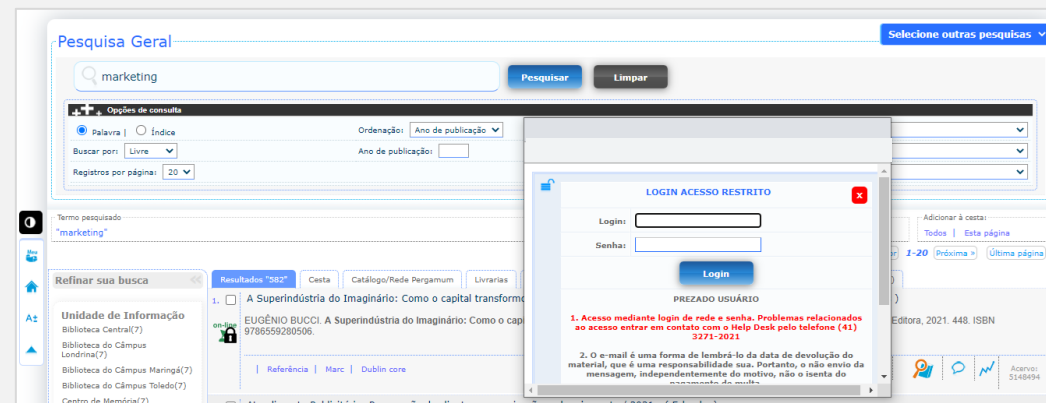 Selecione outras pesquisas
Pesquisa Geral
marketing
Pesquisar
Limpar
Opções de consulta
Palavra | Índice
Ordenação: Ano de publicação
Buscar por: Livre
Ano de publicação:
Registros por página: 20
LOGIN ACESSO RESTRITO
x
Login:
Senha:
Login
PREZADO USUÁRIO
1. Acesso mediante login de rede e senha. Problemas relacionados
ao acesso entrar em contato com o Help Desk pelo telefone (41)
3271-2021
2. O e-mail é uma forma de lembrá-lo da data de devolução do
material, que é uma responsabilidade sua. Portanto, o não envio da
mensagem, independentemente do motivo, não o isenta do
pagamento de multa
Termo pesquisado
"marketing"
Adicionar à cesta:
Todos | Esta página
1-20 Próxima » Última página
Meu
A±
Refinar sua busca
Resultados "582" Cesta Catálogo/Rede Pergamum Livrarias
Unidade de Informação
Biblioteca Central(7)
Biblioteca do Câmpus
Londrina(7)
Biblioteca do Câmpus Maringá(7)
Biblioteca do Câmpus Toledo(7)
Centro de Memória(7)
1. A Superindústria do Imaginário: Como o capital transformo
)
on-line
EUGÊNIO BUCCI. A Superindústria do Imaginário: Como o cap
Editora, 2021. 448. ISBN
9786559280506.
| Referência | Marc | Dublin core
Acervo:
5148494